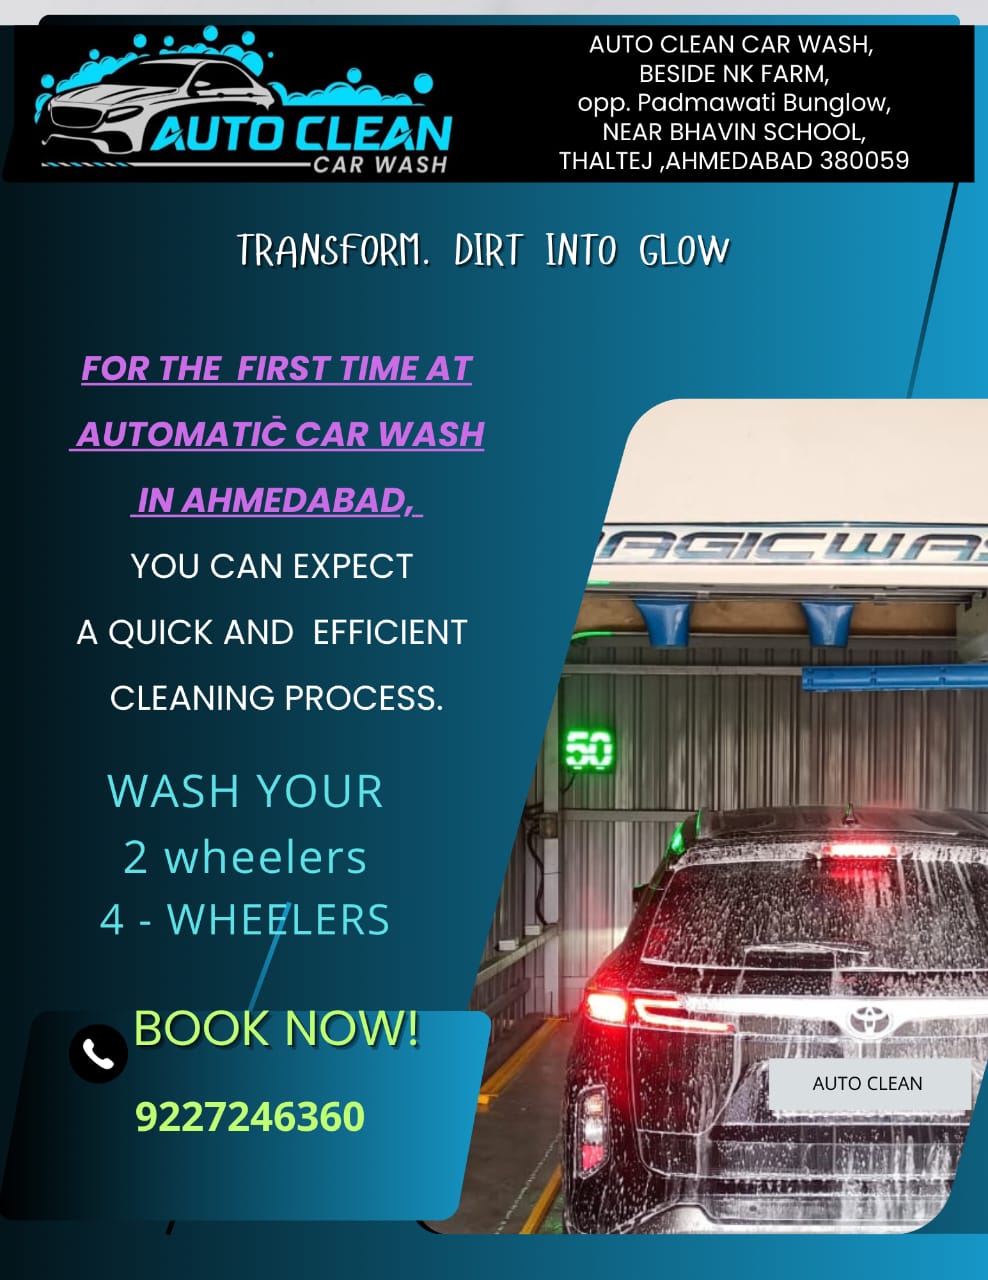 AUTO CLEAN
CAR WASH
AUTO CLEAN CAR WASH,
BESIDE NK FARM,
opp. Padmawati Bunglow,
NEAR BHAVIN SCHOOL,
THALTEJ ,AHMEDABAD 380059
TRANSFORM. DIRT INTO GLOW
FOR THE FIRST TIME AT
AUTOMATIC CAR WASH
IN AHMEDABAD,
YOU CAN EXPECT
A QUICK AND EFFICIENT
CLEANING PROCESS.
WASH YOUR
2 wheelers
4 - WHEELERS
BOOK NOW!
9227246360
50
AUTO CLEAN